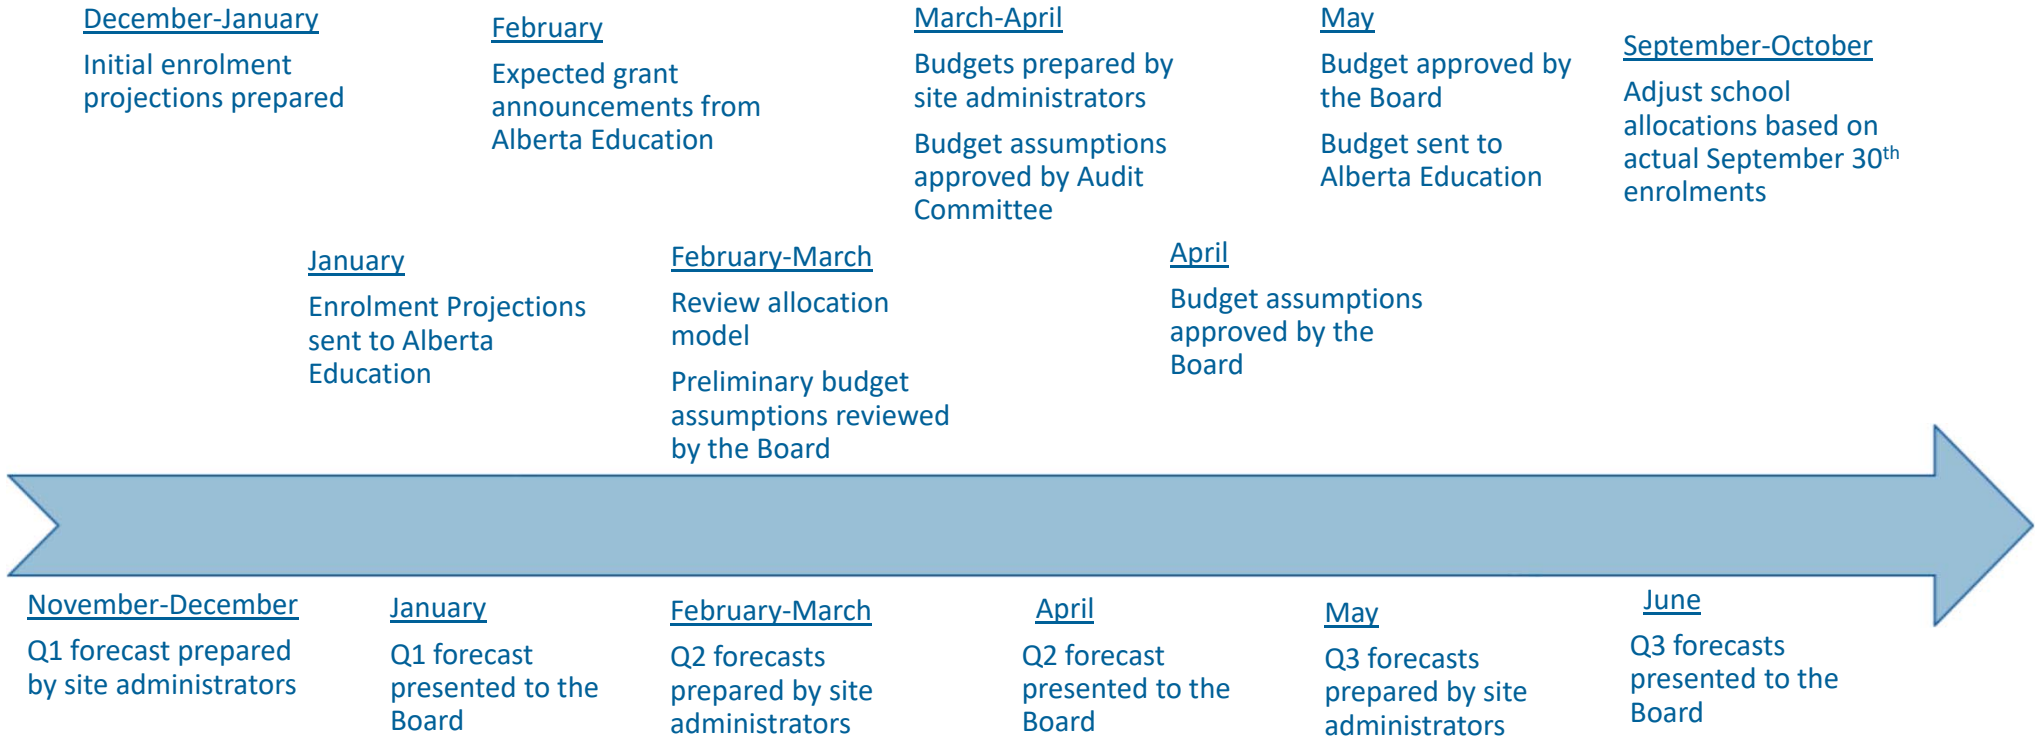 December-January
Initial enrolment
projections prepared
February
Expected grant
announcements from
Alberta Education
March-April
Budgets prepared by
site administrators
Budget assumptions
approved by Audit
Committee
May
Budget approved by
the Board
Budget sent to
Alberta Education
September-October
Adjust school
allocations based on
actual September 30th
enrolments
January
Enrolment Projections
sent to Alberta
Education
February-March
Review allocation
model
Preliminary budget
assumptions reviewed
by the Board
April
Budget assumptions
approved by the
Board
November-December
Q1 forecast prepared
by site administrators
January
Q1 forecast
presented to the
Board
February-March
Q2 forecasts
prepared by site
administrators
April
Q2 forecast
presented to the
Board
May
Q3 forecasts
prepared by site
administrators
June
Q3 forecasts
presented to the
Board